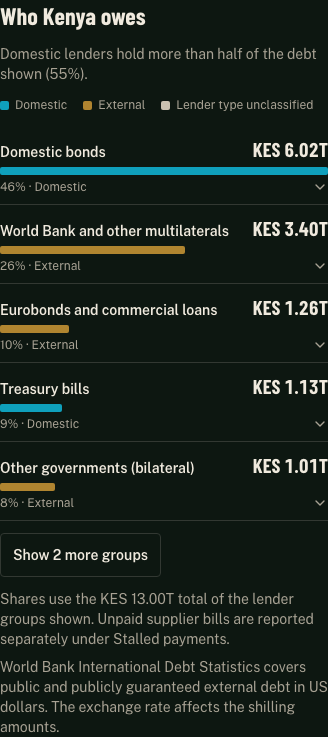 Who Kenya owes
Domestic lenders hold more than half of the debt
shown (55%).
Domestic External Lender type unclassified
Domestic bonds KES 6.02T
46% · Domestic
World Bank and other multilaterals KES 3.40T
26% · External
Eurobonds and commercial loans KES 1.26T
10% · External
Treasury bills KES 1.13T
9% · Domestic
Other governments (bilateral) KES 1.01T
8% · External
Show 2 more groups
Shares use the KES 13.00T total of the lender
groups shown. Unpaid supplier bills are reported
separately under Stalled payments.
World Bank International Debt Statistics covers
public and publicly guaranteed external debt in US
dollars. The exchange rate affects the shilling
amounts.